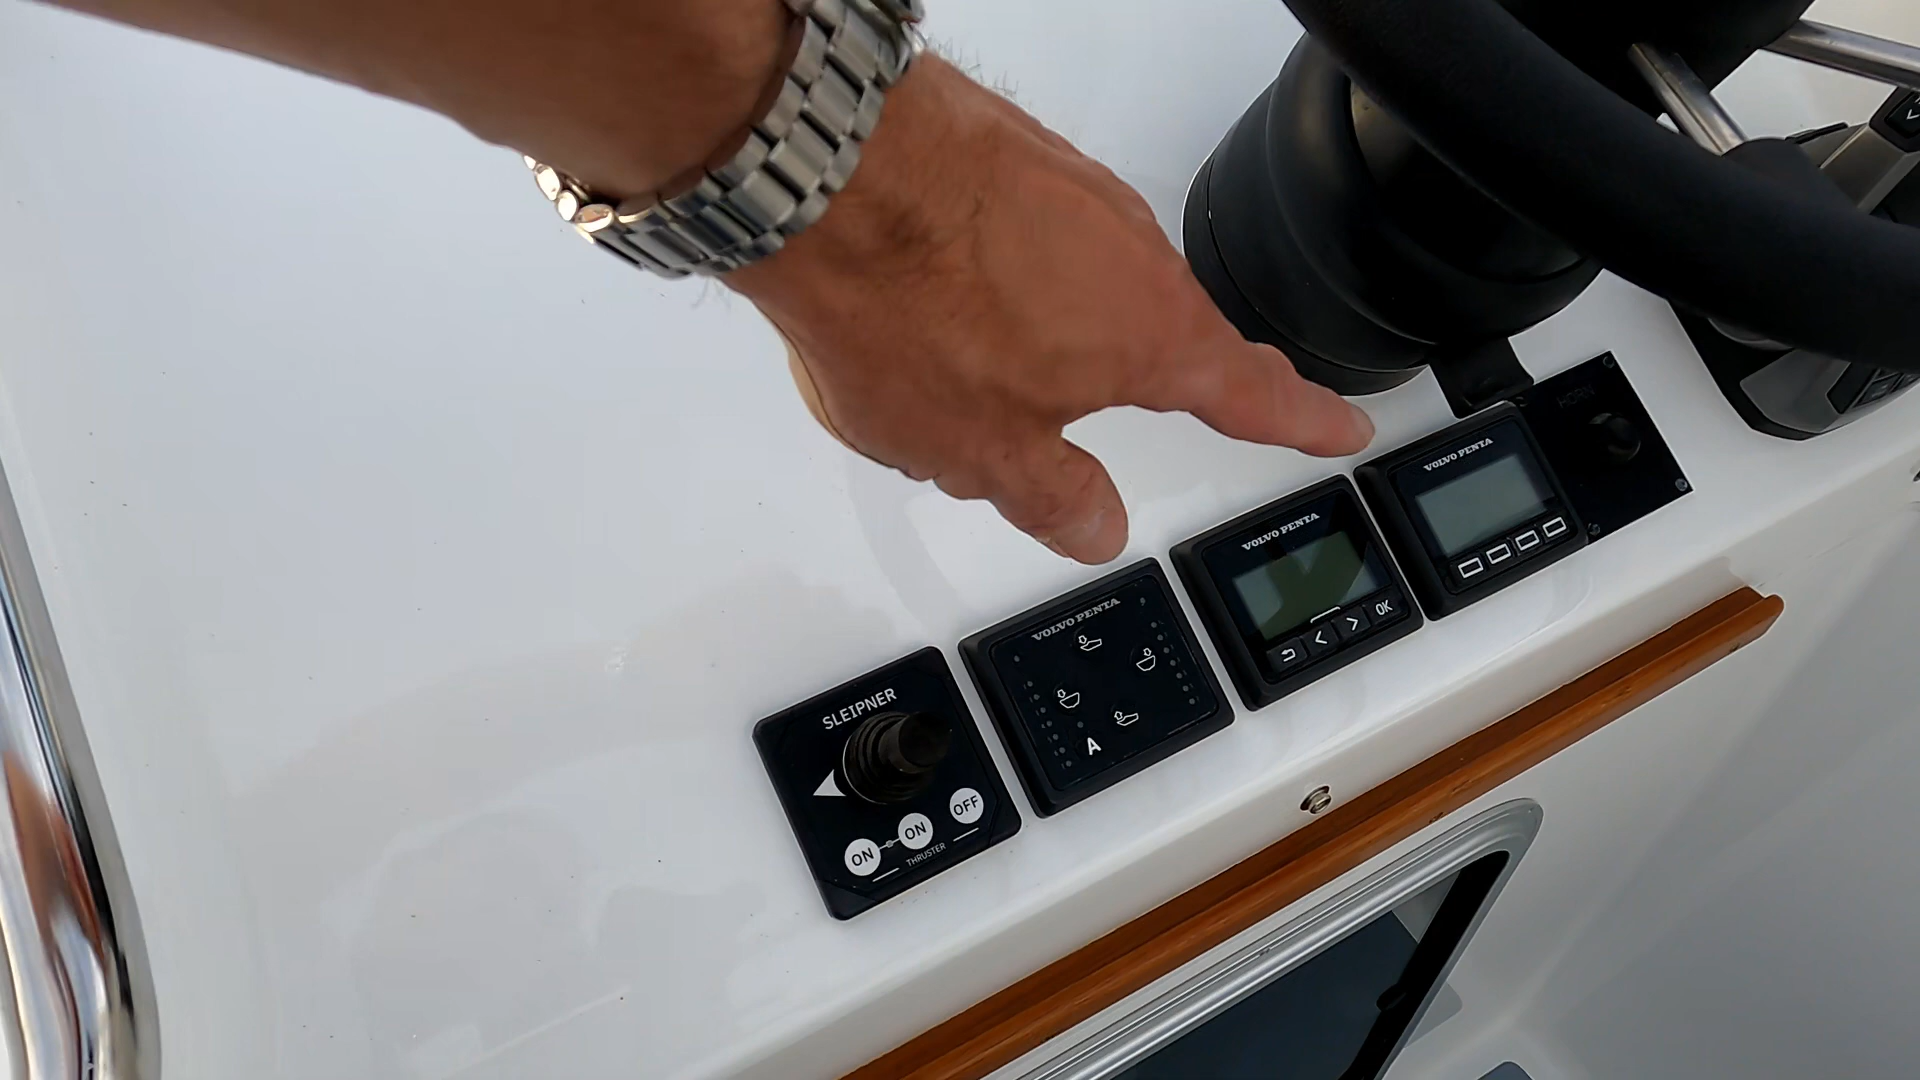 SLEIPNER
ON
ON
OFF
THRUSTER
VOLVO PENTA
A
VOLVO PENTA
< > OK
VOLVO PENTA
HORN